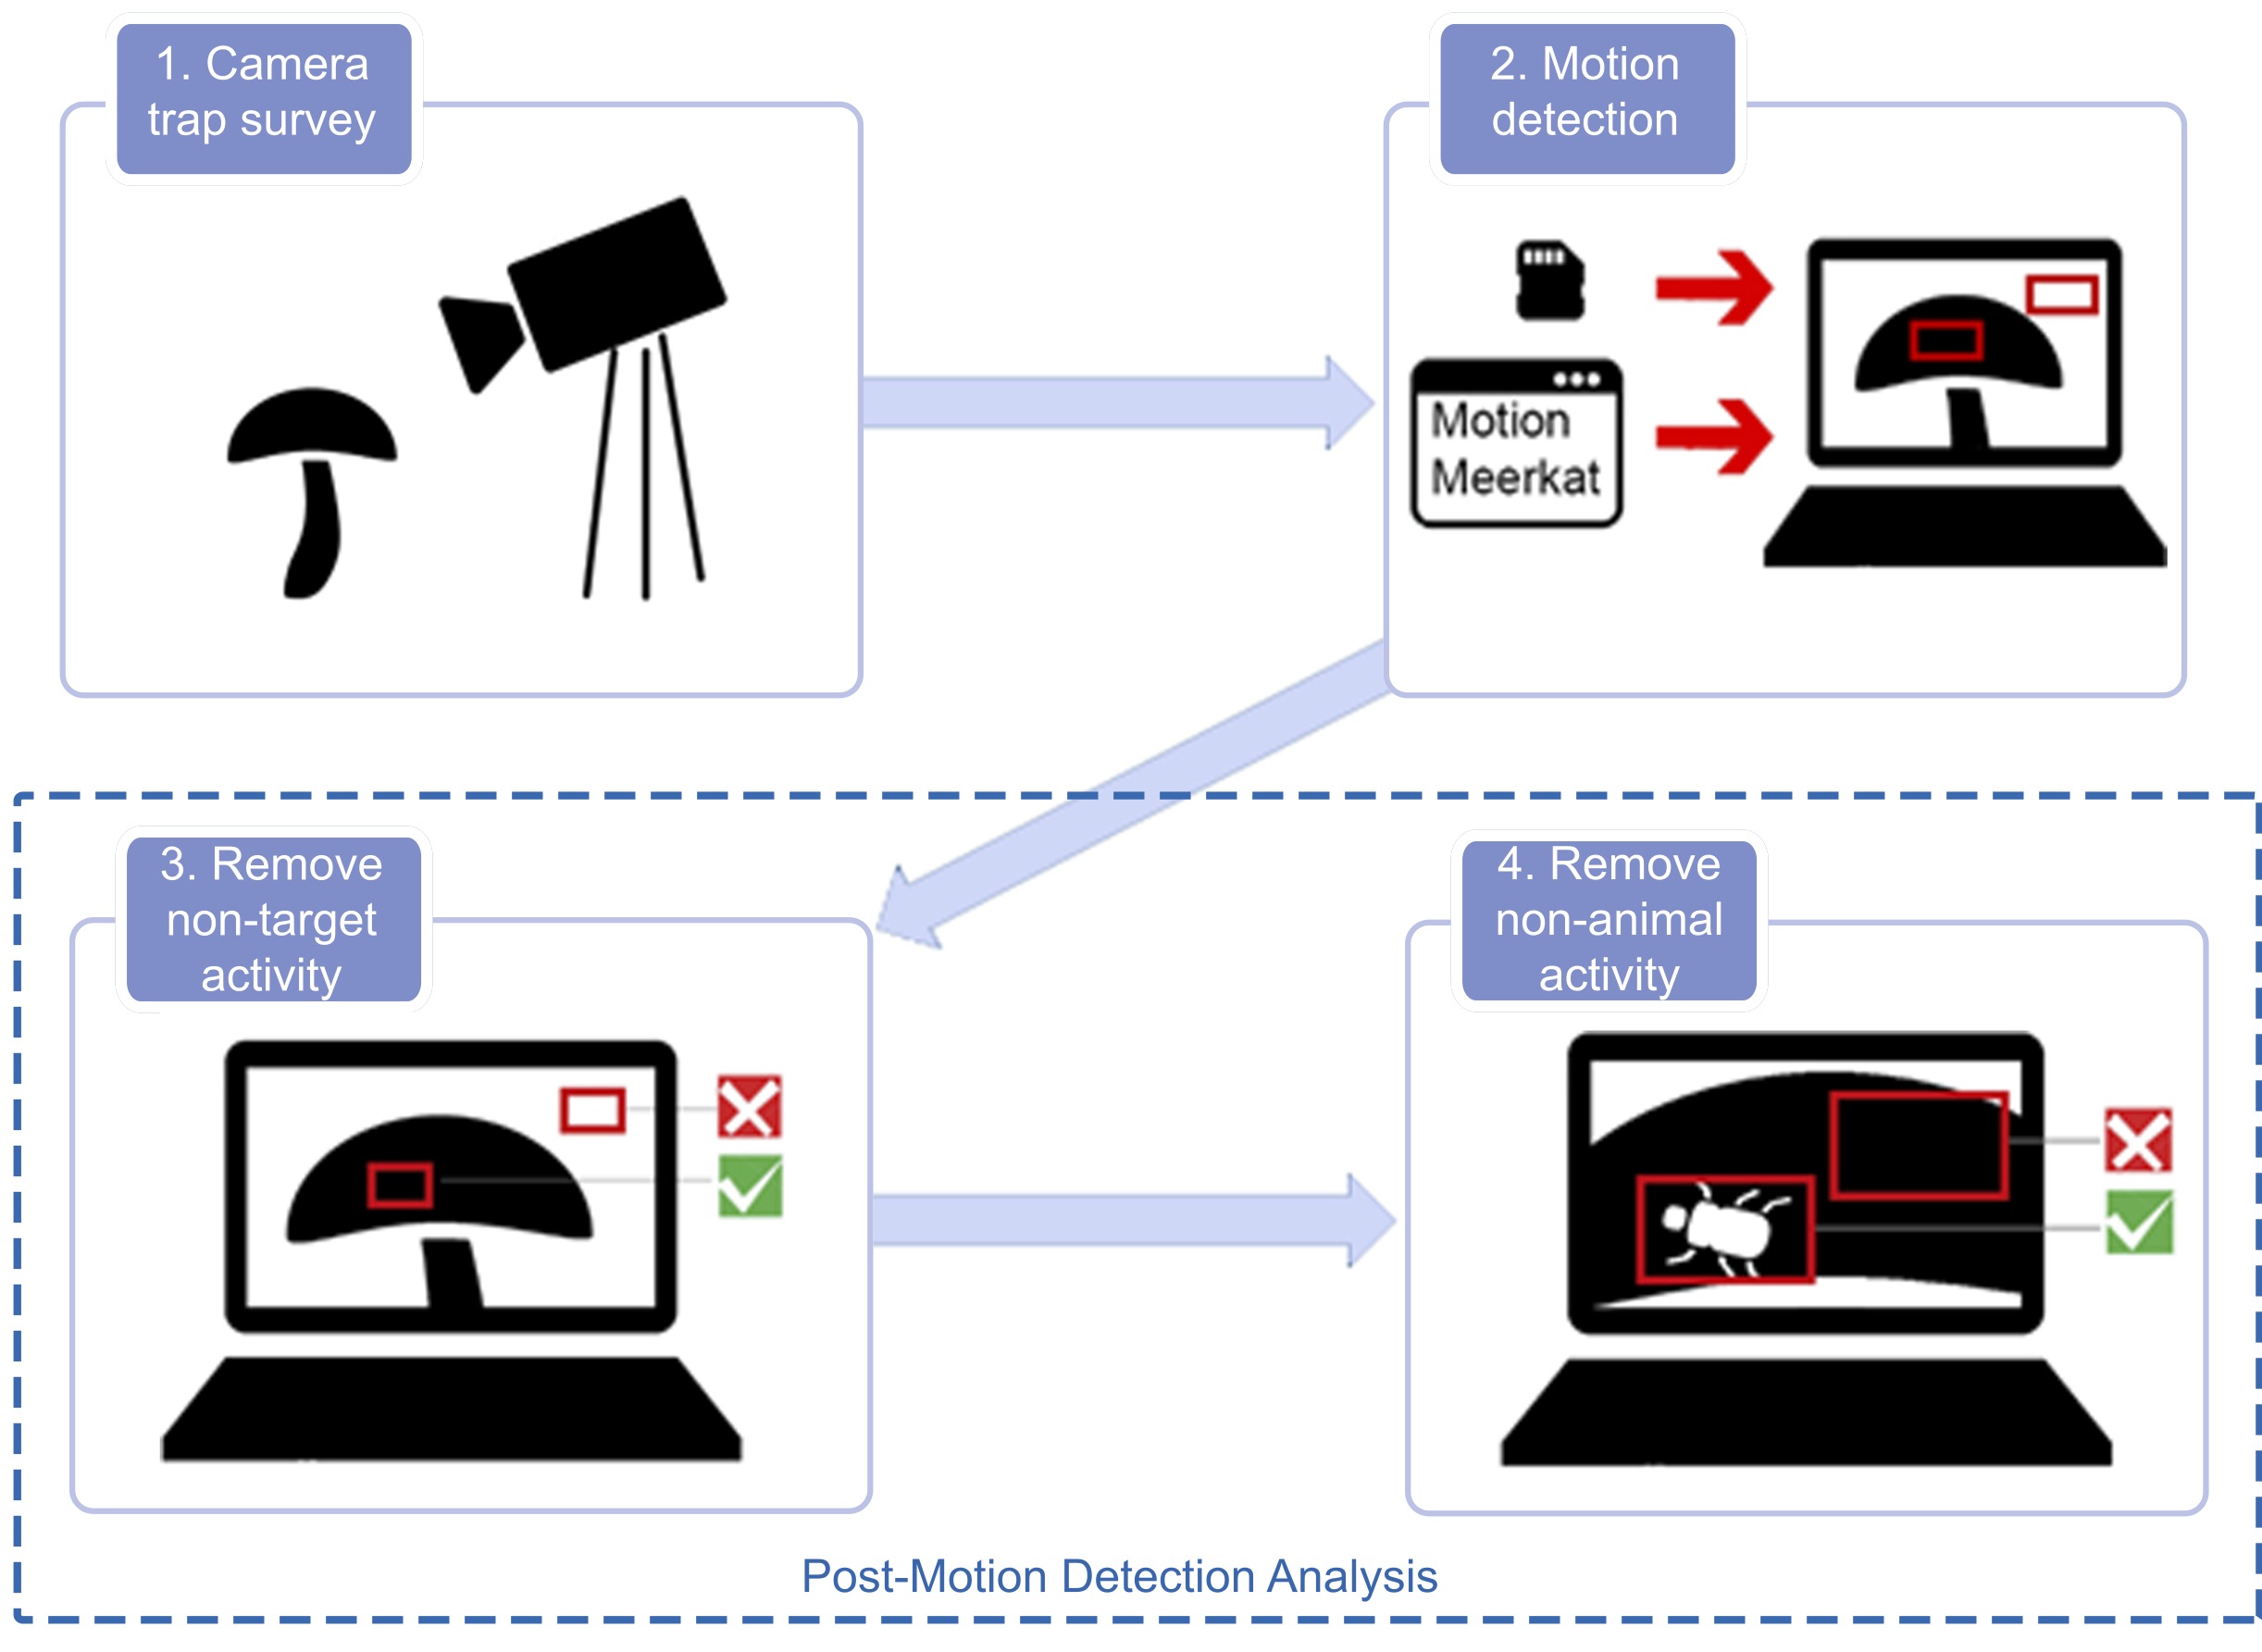 1. Camera
trap survey
2. Motion
detection
Motion
Meerkat
3. Remove
non-target
activity
4. Remove
non-animal
activity
Post-Motion Detection Analysis